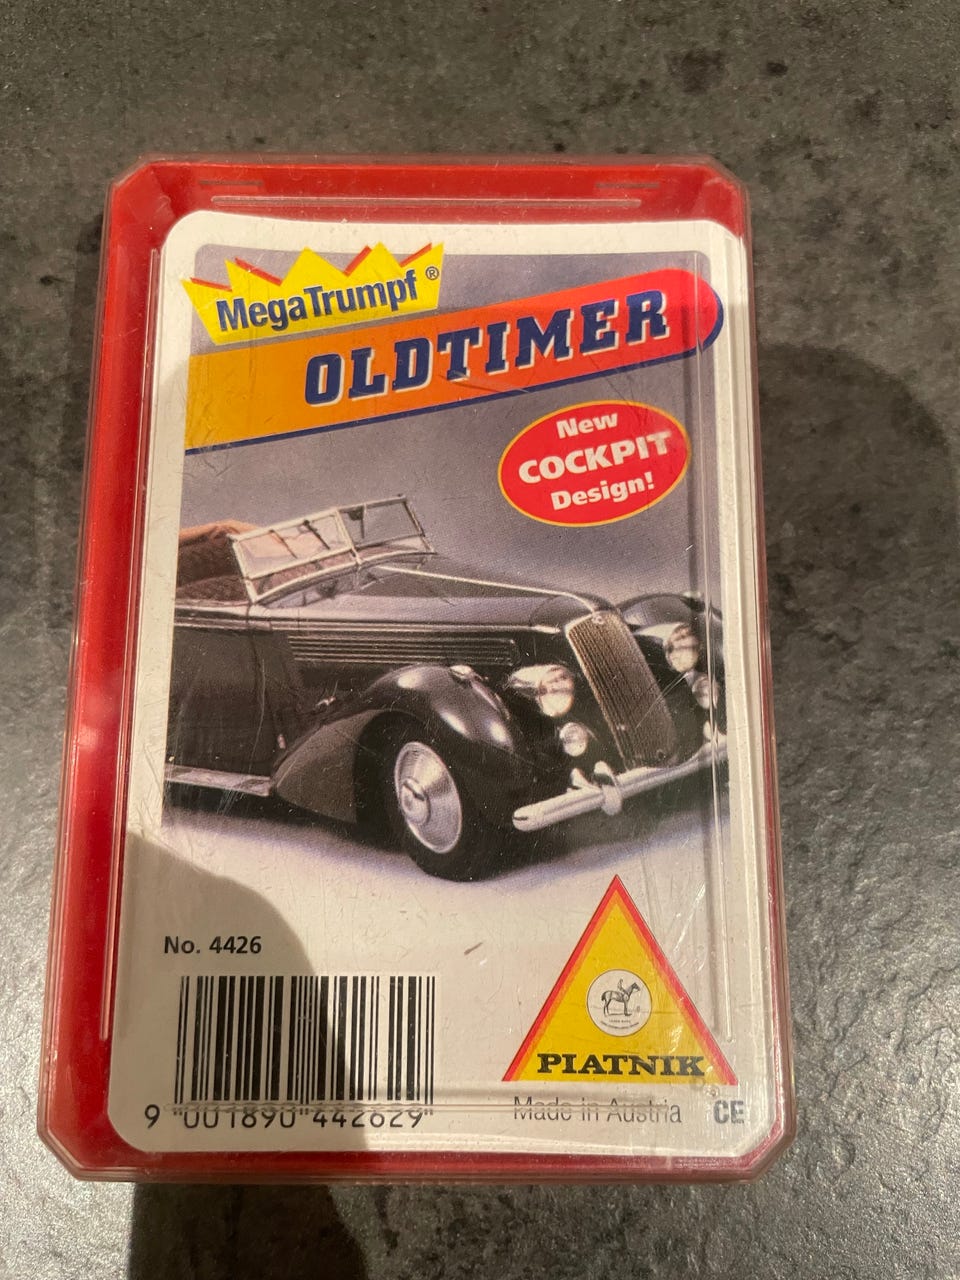 MegaTrumpf®
OLDTIMER
New
COCKPIT
Design!
No. 4426
PIATNIK
9 001890 442629
Made in Austria CE